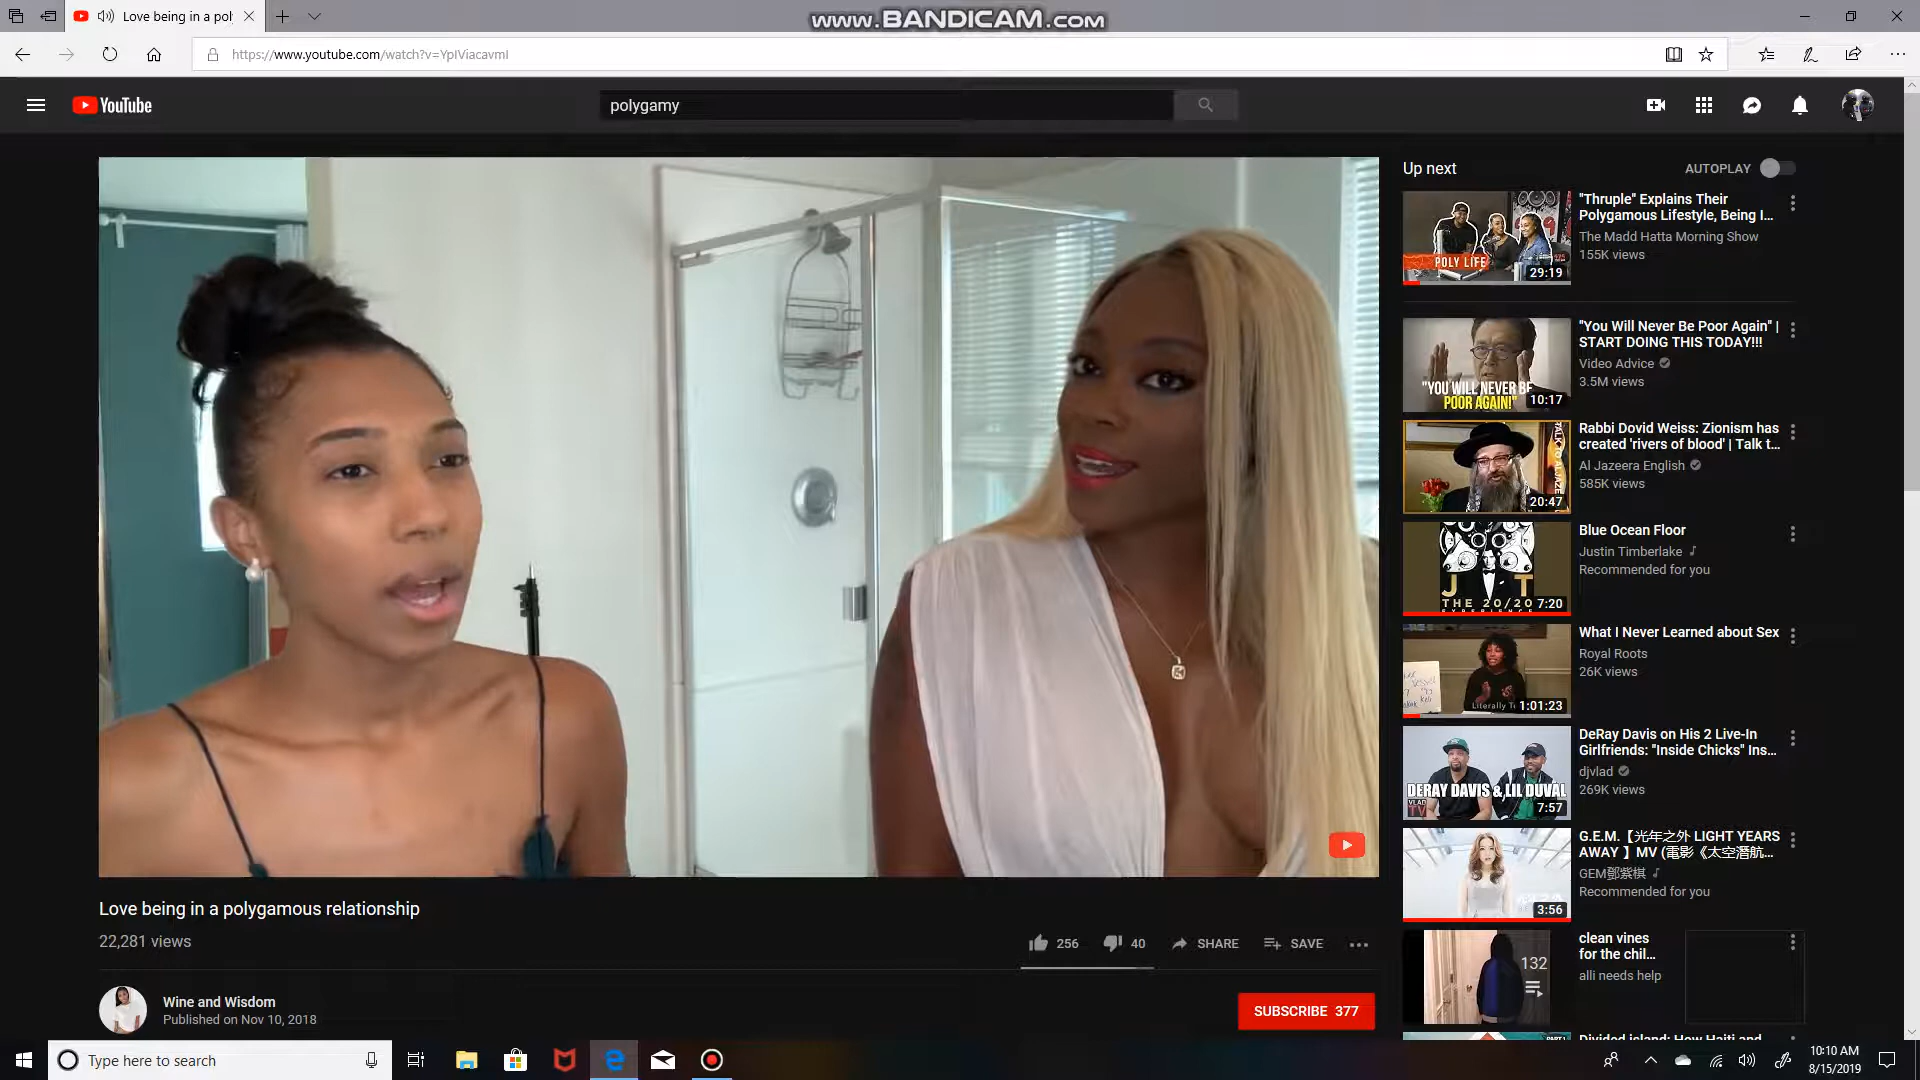 Love being in a pol
www.BANDICAM.com
https://www.youtube.com/watch?v=YpIViacavmI
YouTube
polygamy
Up next
AUTOPLAY
POLY LIFE
29:19
"Thruple" Explains Their
Polygamous Lifestyle, Being I...
The Madd Hatta Morning Show
155K views
"YOU WILL NEVER BE
POOR AGAIN!"
10:17
"You Will Never Be Poor Again" |
START DOING THIS TODAY!!!
Video Advice
3.5M views
20:47
Rabbi Dovid Weiss: Zionism has
created 'rivers of blood' | Talk t...
Al Jazeera English
585K views
JT
THE 20/20
7:20
Blue Ocean Floor
Justin Timberlake
Recommended for you
1:01:23
What I Never Learned about Sex
Royal Roots
26K views
DERAY DAVIS & LIL DUVAL
VLAD
TV
7:57
DeRay Davis on His 2 Live-In
Girlfriends: "Inside Chicks" Ins...
djvlad
269K views
3:56
G.E.M.【光年之外 LIGHT YEARS
AWAY 】MV (電影《太空潛航...
GEM鄧紫棋
Recommended for you
132
clean vines
for the chil...
alli needs help
Divided island: How Haiti and
Love being in a polygamous relationship
22,281 views
256
40
SHARE
SAVE
Wine and Wisdom
Published on Nov 10, 2018
SUBSCRIBE 377
Type here to search
10:10 AM
8/15/2019